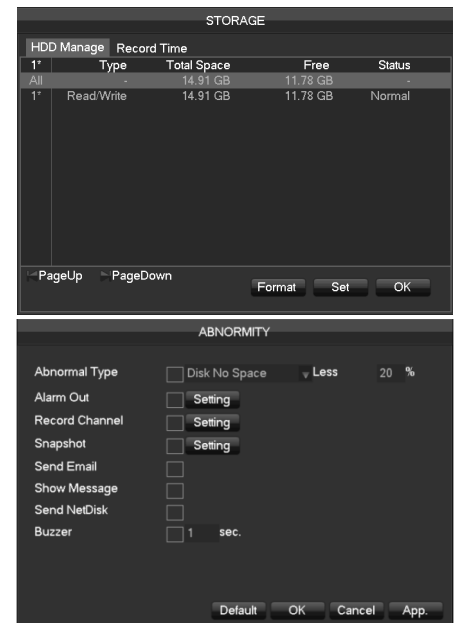 STORAGE
HDD Manage Record Time
1* Type Total Space Free Status
All - 14.91 GB 11.78 GB -
1* Read/Write 14.91 GB 11.78 GB Normal
PageUp PageDown
Format Set OK
ABNORMITY
Abnormal Type Disk No Space Less 20 %
Alarm Out Setting
Record Channel Setting
Snapshot Setting
Send Email
Show Message
Send NetDisk
Buzzer 1 sec.
Default OK Cancel App.